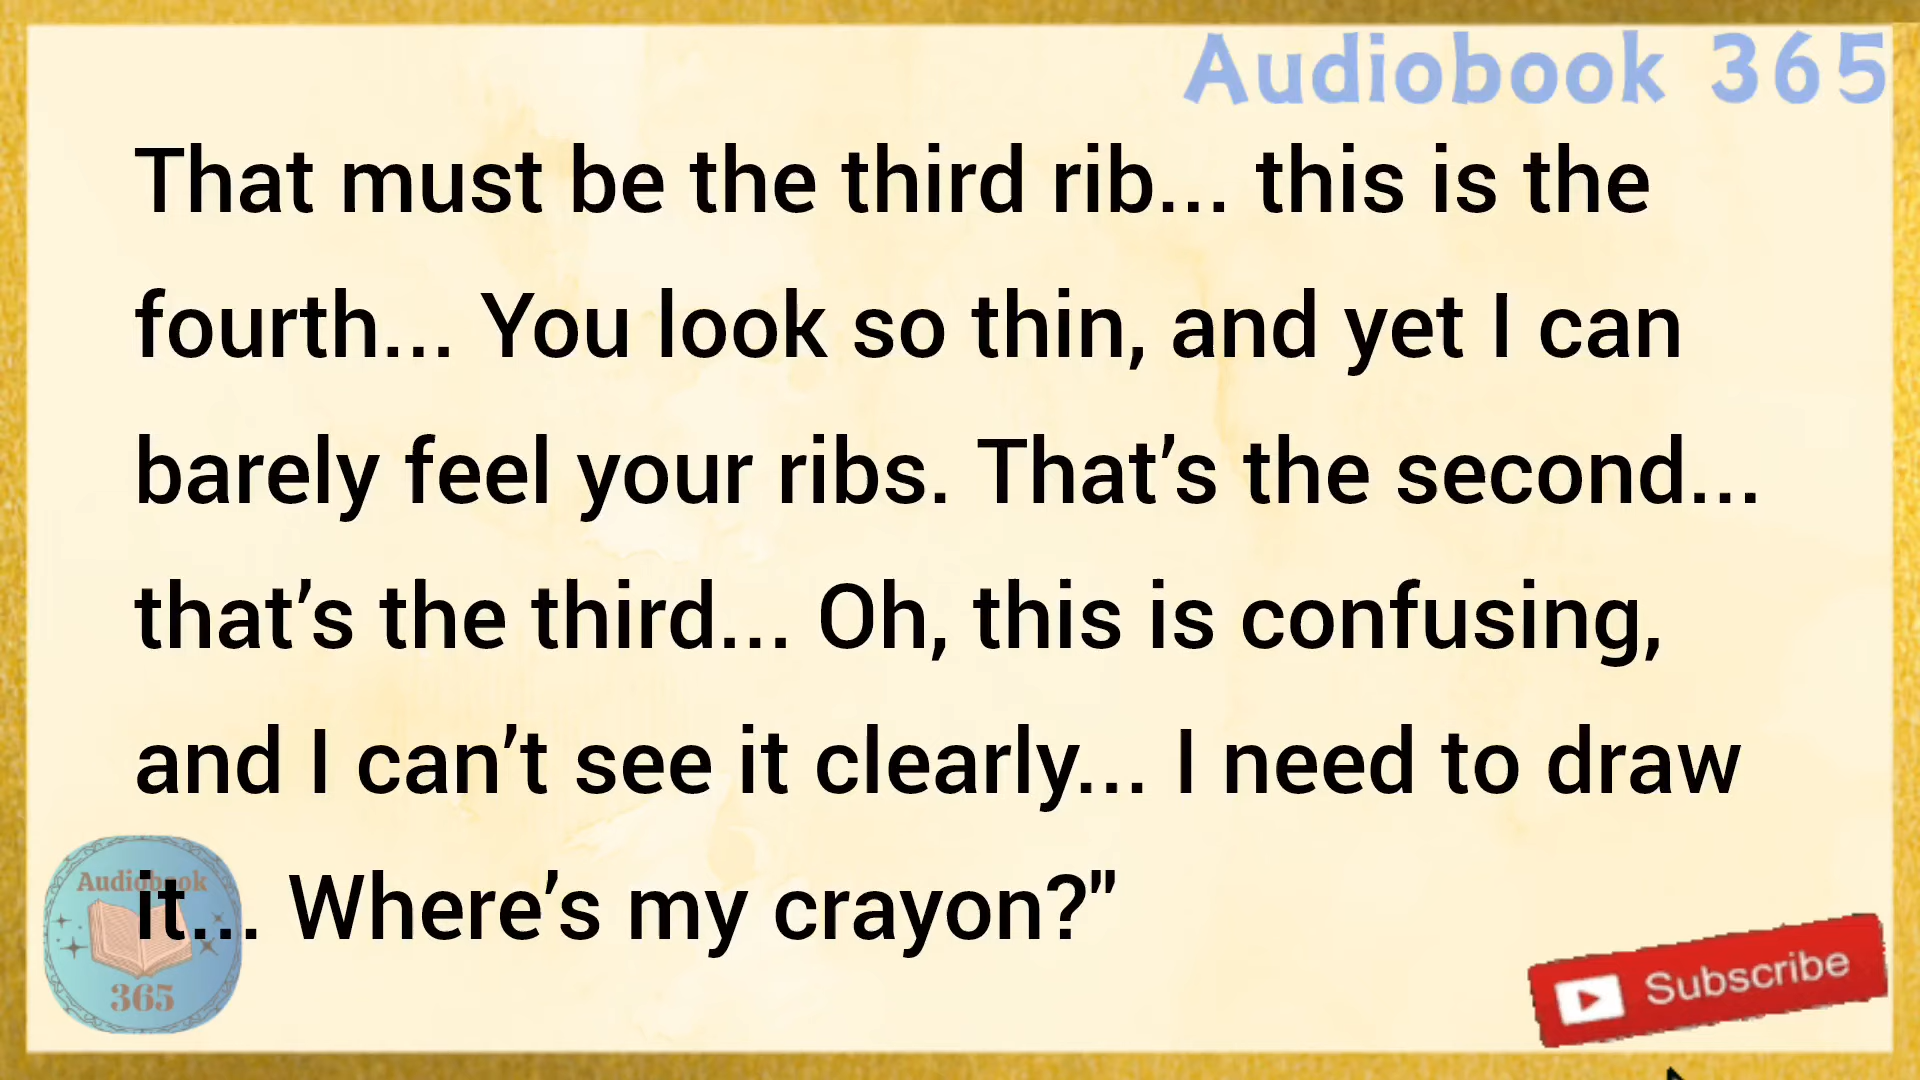 Audiobook 365
That must be the third rib... this is the
fourth... You look so thin, and yet I can
barely feel your ribs. That’s the second...
that’s the third... Oh, this is confusing,
and I can’t see it clearly... I need to draw
it... Where’s my crayon?"
Audiobook
365
Subscribe